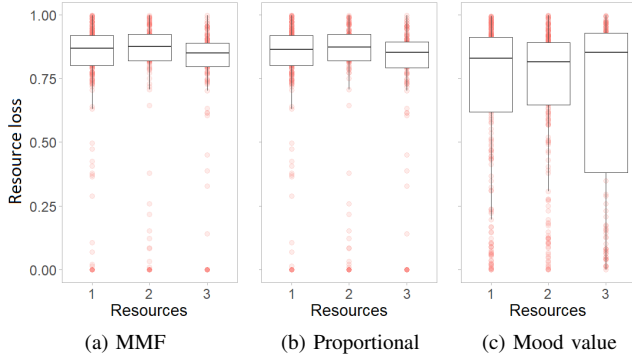 Resource loss
1.00
0.75
0.50
0.25
0.00
1 2 3
1 2 3
1 2 3
Resources
Resources
Resources
(a) MMF
(b) Proportional
(c) Mood value